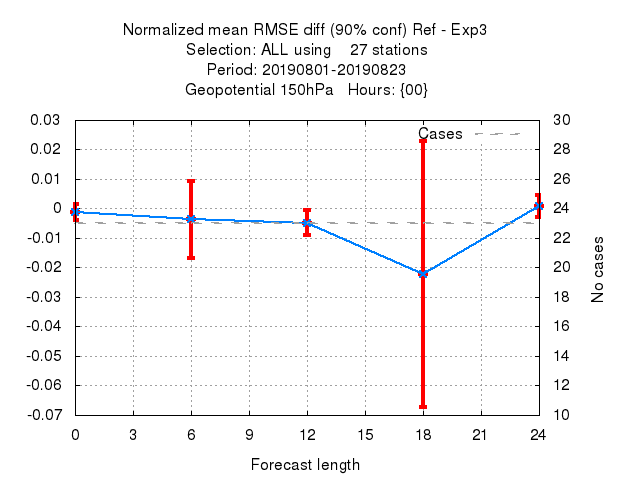 Normalized mean RMSE diff (90% conf) Ref - Exp3
Selection: ALL using    27 stations
Period: 20190801-20190823
Geopotential 150hPa   Hours: {00}
0.03
0.02
0.01
0
-0.01
-0.02
-0.03
-0.04
-0.05
-0.06
-0.07
Cases
30
28
26
24
22
20
18
16
14
12
10
No cases
0 3 6 9 12 15 18 21 24
Forecast length